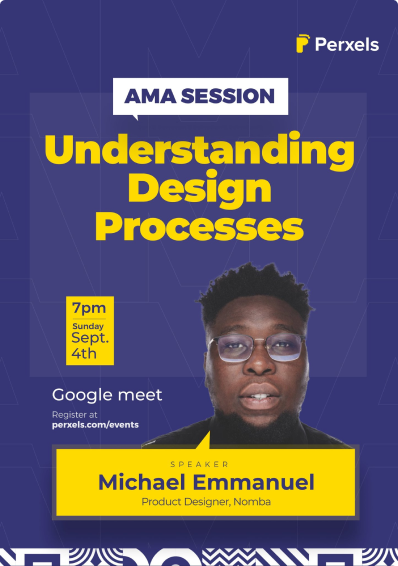 Perxels
AMA SESSION
Understanding
Design
Processes
7pm
Sunday
Sept.
4th
Google meet
Register at
perxels.com/events
SPEAKER
Michael Emmanuel
Product Designer, Nomba